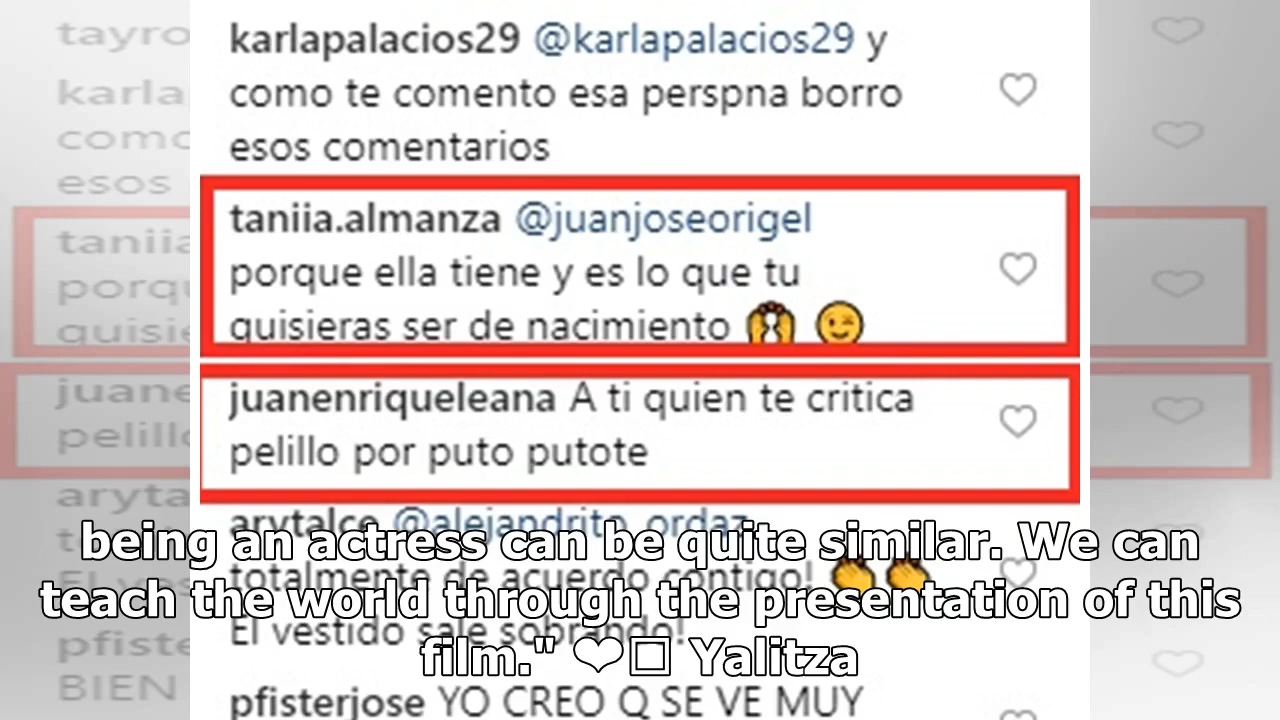 karlapalacios29 @karlapalacios29 y
como te comento esa perspna borro
esos comentarios
taniia.almanza @juanjoseorigel
porque ella tiene y es lo que tu
quisieras ser de nacimiento 🙌 😉
juanenriqueleana A ti quien te critica
pelillo por puto putote
arytalce @alejandrito_ordaz
totalmente de acuerdo contigo! 👏 👏
El vestido sale sobrando!
pfisterjose YO CREO Q SE VE MUY
being an actress can be quite similar. We can
teach the world through the presentation of this
film." ❤□ Yalitza
tayro
karla
como
esos
taniia
porqu
quisie
juane
pelillo
aryta
El ves
pfiste
BIEN